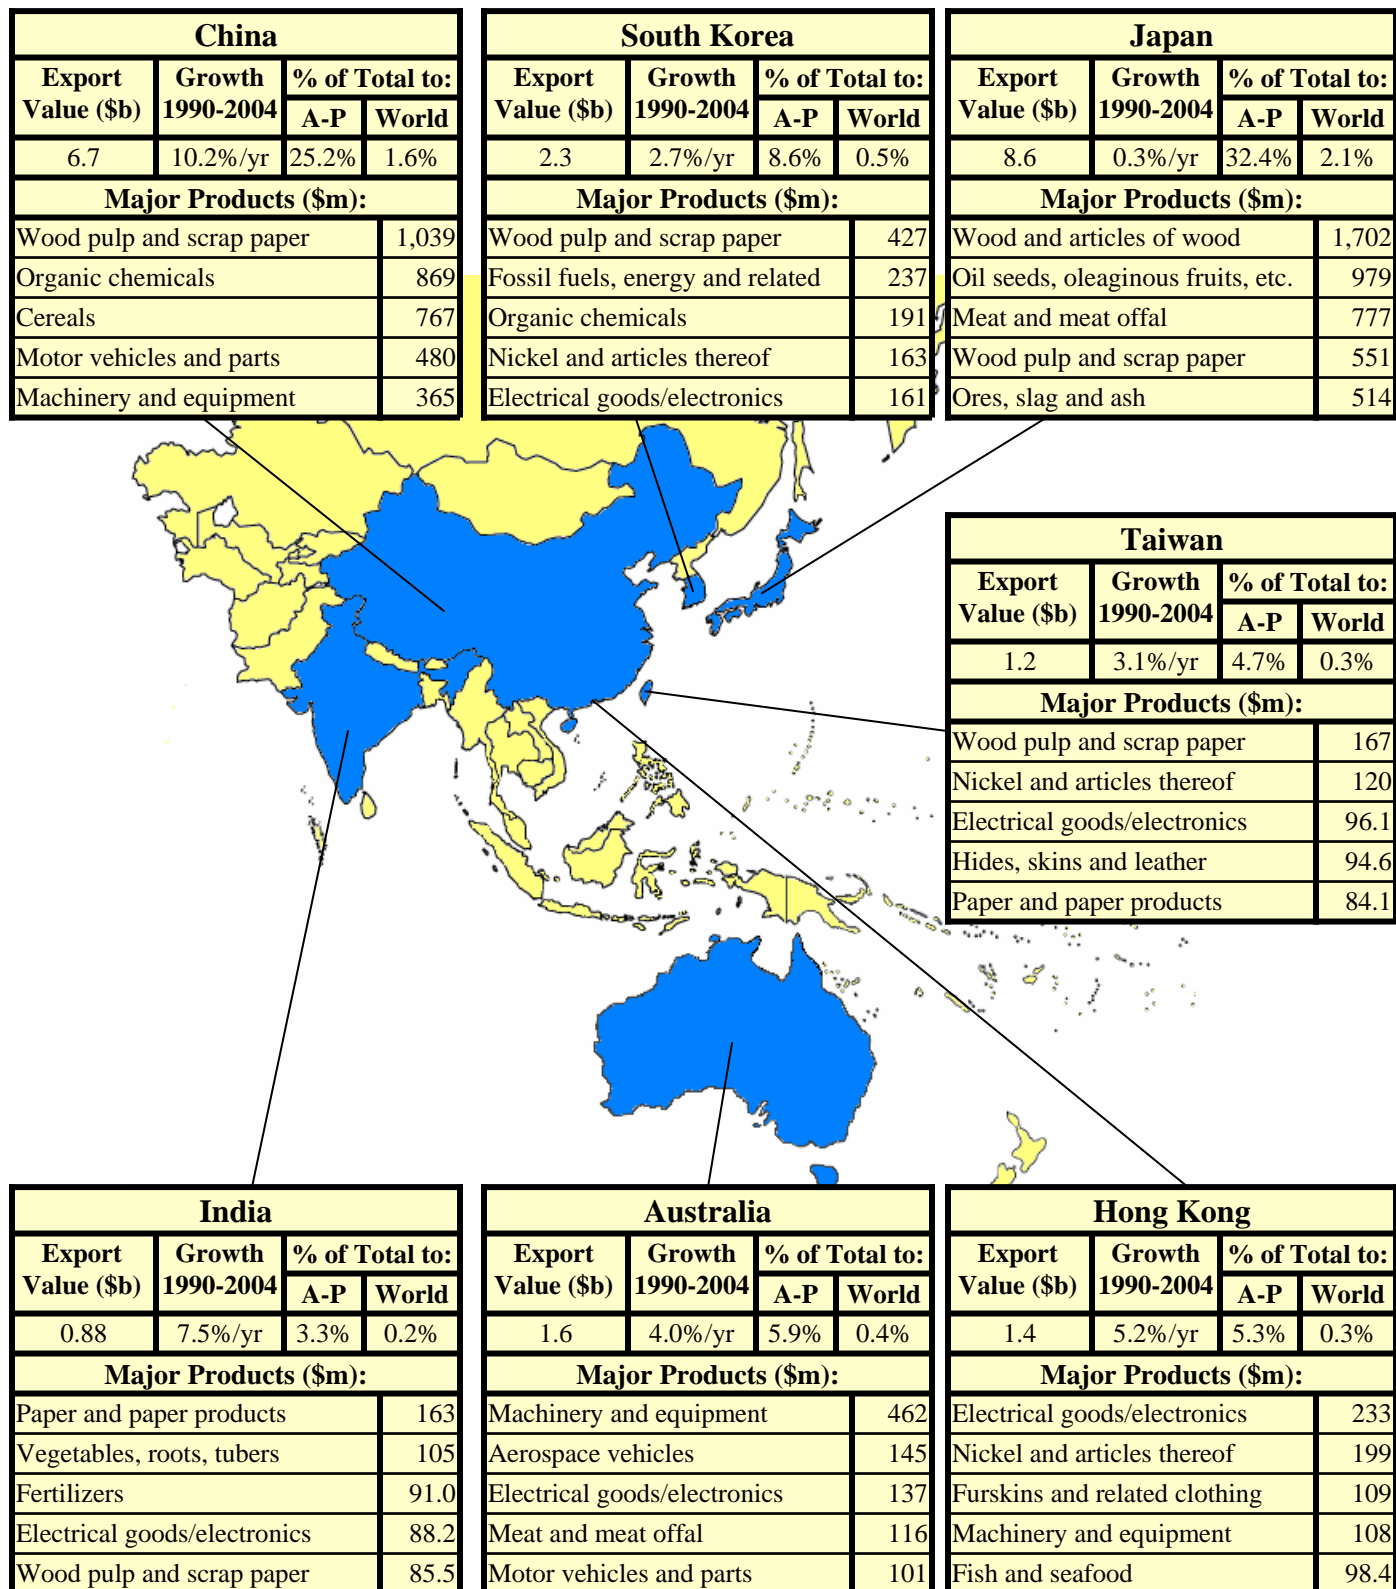 China
Export Value ($b) Growth 1990-2004 % of Total to:
A-P World
6.7 10.2%/yr 25.2% 1.6%
Major Products ($m):
Wood pulp and scrap paper 1,039
Organic chemicals 869
Cereals 767
Motor vehicles and parts 480
Machinery and equipment 365
South Korea
Export Value ($b) Growth 1990-2004 % of Total to:
A-P World
2.3 2.7%/yr 8.6% 0.5%
Major Products ($m):
Wood pulp and scrap paper 427
Fossil fuels, energy and related 237
Organic chemicals 191
Nickel and articles thereof 163
Electrical goods/electronics 161
Japan
Export Value ($b) Growth 1990-2004 % of Total to:
A-P World
8.6 0.3%/yr 32.4% 2.1%
Major Products ($m):
Wood and articles of wood 1,702
Oil seeds, oleaginous fruits, etc. 979
Meat and meat offal 777
Wood pulp and scrap paper 551
Ores, slag and ash 514
Taiwan
Export Value ($b) Growth 1990-2004 % of Total to:
A-P World
1.2 3.1%/yr 4.7% 0.3%
Major Products ($m):
Wood pulp and scrap paper 167
Nickel and articles thereof 120
Electrical goods/electronics 96.1
Hides, skins and leather 94.6
Paper and paper products 84.1
India
Export Value ($b) Growth 1990-2004 % of Total to:
A-P World
0.88 7.5%/yr 3.3% 0.2%
Major Products ($m):
Paper and paper products 163
Vegetables, roots, tubers 105
Fertilizers 91.0
Electrical goods/electronics 88.2
Wood pulp and scrap paper 85.5
Australia
Export Value ($b) Growth 1990-2004 % of Total to:
A-P World
1.6 4.0%/yr 5.9% 0.4%
Major Products ($m):
Machinery and equipment 462
Aerospace vehicles 145
Electrical goods/electronics 137
Meat and meat offal 116
Motor vehicles and parts 101
Hong Kong
Export Value ($b) Growth 1990-2004 % of Total to:
A-P World
1.4 5.2%/yr 5.3% 0.3%
Major Products ($m):
Electrical goods/electronics 233
Nickel and articles thereof 199
Furskins and related clothing 109
Machinery and equipment 108
Fish and seafood 98.4